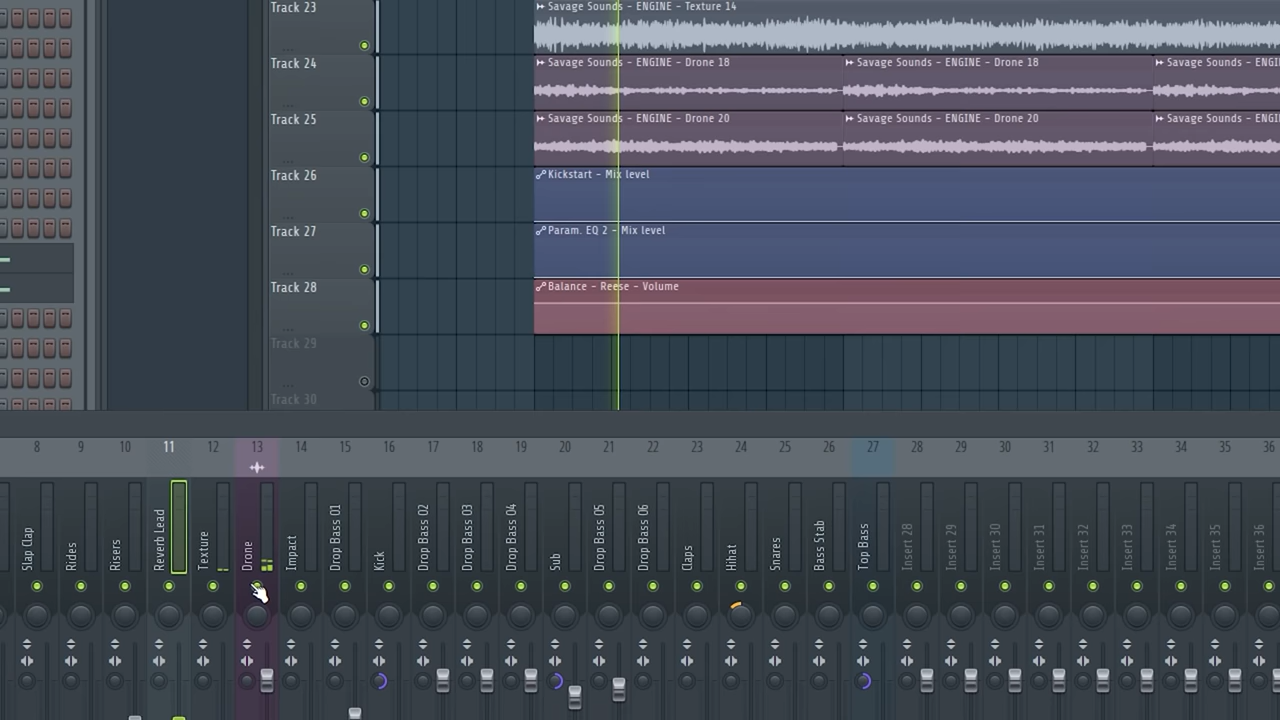 Track 23
Savage Sounds - ENGINE - Texture 14
Track 24
Savage Sounds - ENGINE - Drone 18
Savage Sounds - ENGINE - Drone 18
Savage Sounds - ENGI
Track 25
Savage Sounds - ENGINE - Drone 20
Savage Sounds - ENGINE - Drone 20
Savage Sounds - ENGI
Track 26
Kickstart - Mix level
Track 27
Param. EQ 2 - Mix level
Track 28
Balance - Reese - Volume
Track 29
Track 30
8 9 10 11 12 13 14 15 16 17 18 19 20 21 22 23 24 25 26 27 28 29 30 31 32 33 34 35 36
Slap Clap
Rides
Risers
Reverb Lead
Texture
Drone
Impact
Drop Bass 01
Kick
Drop Bass 02
Drop Bass 03
Drop Bass 04
Sub
Drop Bass 05
Drop Bass 06
Claps
Hihat
Snares
Bass Stab
Top Bass
Insert 28
Insert 29
Insert 30
Insert 31
Insert 32
Insert 33
Insert 34
Insert 35
Insert 36